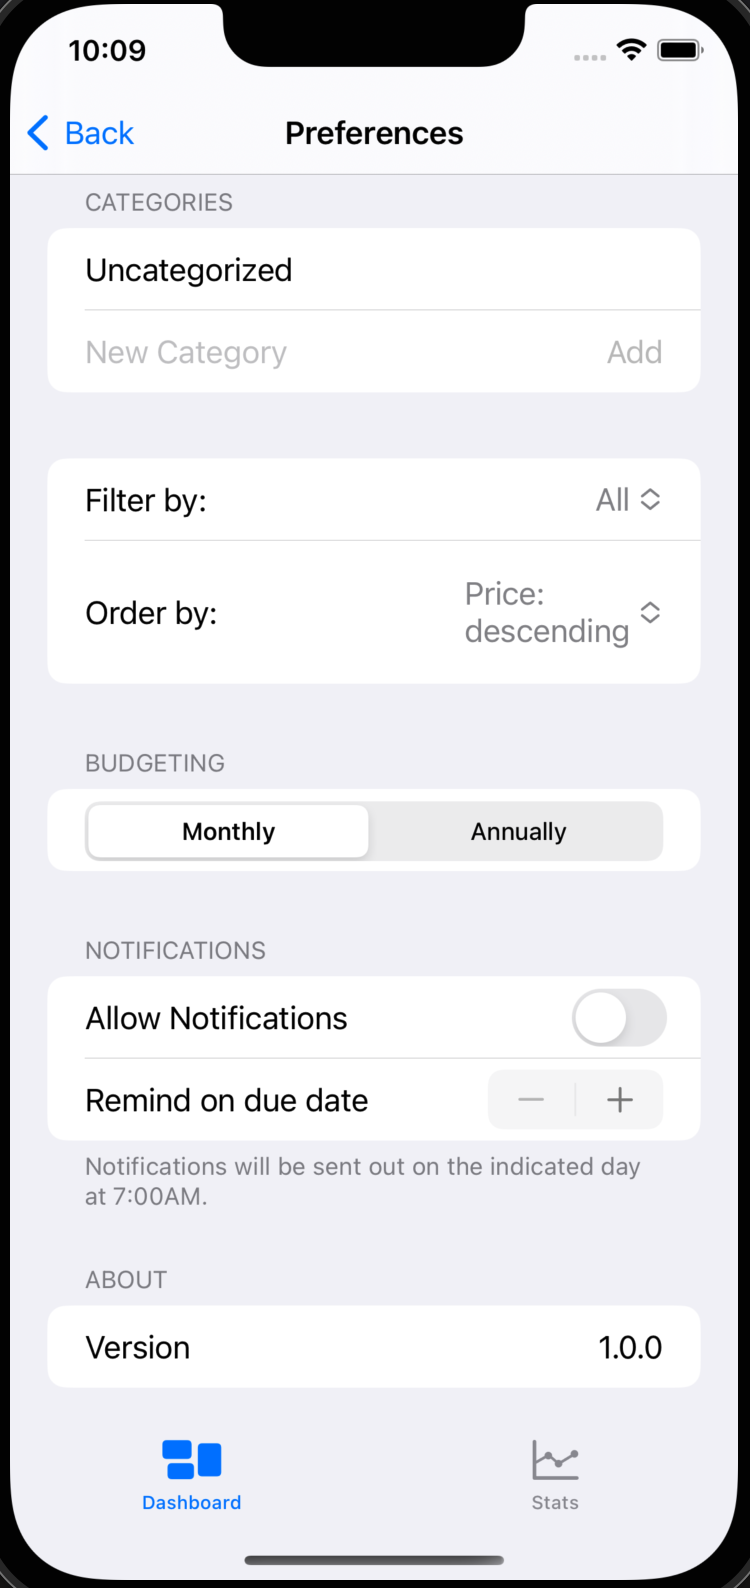 10:09
Back Preferences
CATEGORIES
Uncategorized
New Category Add
Filter by: All
Order by: Price: descending
BUDGETING
Monthly Annually
NOTIFICATIONS
Allow Notifications
Remind on due date
Notifications will be sent out on the indicated day
at 7:00AM.
ABOUT
Version 1.0.0
Dashboard Stats